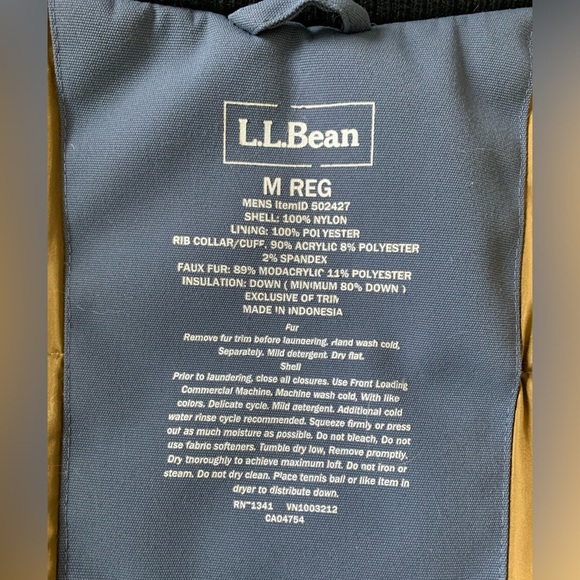 L.L.Bean
M REG
MENS ItemID 502427
SHELL: 100% NYLON
LINING: 100% POLYESTER
RIB COLLAR/CUFF, 90% ACRYLIC 8% POLYESTER
2% SPANDEX
FAUX FUR: 89% MODACRYLIC 11% POLYESTER
INSULATION: DOWN ( MINIMUM 80% DOWN )
EXCLUSIVE OF TRIM
MADE IN INDONESIA
Fur
Remove fur trim before laundering. Hand wash cold,
Separately. Mild detergent. Dry flat.
Shell
Prior to laundering, close all closures. Use Front Loading
Commercial Machine. Machine wash cold, With like
colors. Delicate cycle. Mild detergent. Additional cold
water rinse cycle recommended. Squeeze firmly or press
out as much moisture as possible. Do not bleach, Do not
use fabric softeners. Tumble dry low, Remove promptly.
Dry thoroughly to achieve maximum loft. Do not iron or
steam. Do not dry clean. Place tennis ball or like item in
dryer to distribute down.
RN"1341 VN1003212
CA04754